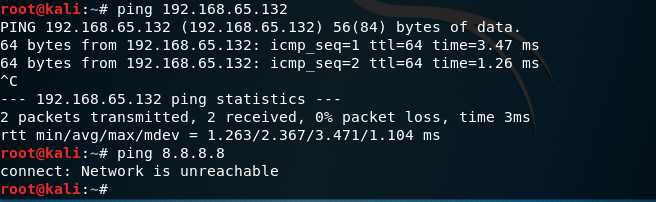 root@kali:~# ping 192.168.65.132
PING 192.168.65.132 (192.168.65.132) 56(84) bytes of data.
64 bytes from 192.168.65.132: icmp_seq=1 ttl=64 time=3.47 ms
64 bytes from 192.168.65.132: icmp_seq=2 ttl=64 time=1.26 ms
^C
--- 192.168.65.132 ping statistics ---
2 packets transmitted, 2 received, 0% packet loss, time 3ms
rtt min/avg/max/mdev = 1.263/2.367/3.471/1.104 ms
root@kali:~# ping 8.8.8.8
connect: Network is unreachable
root@kali:~#